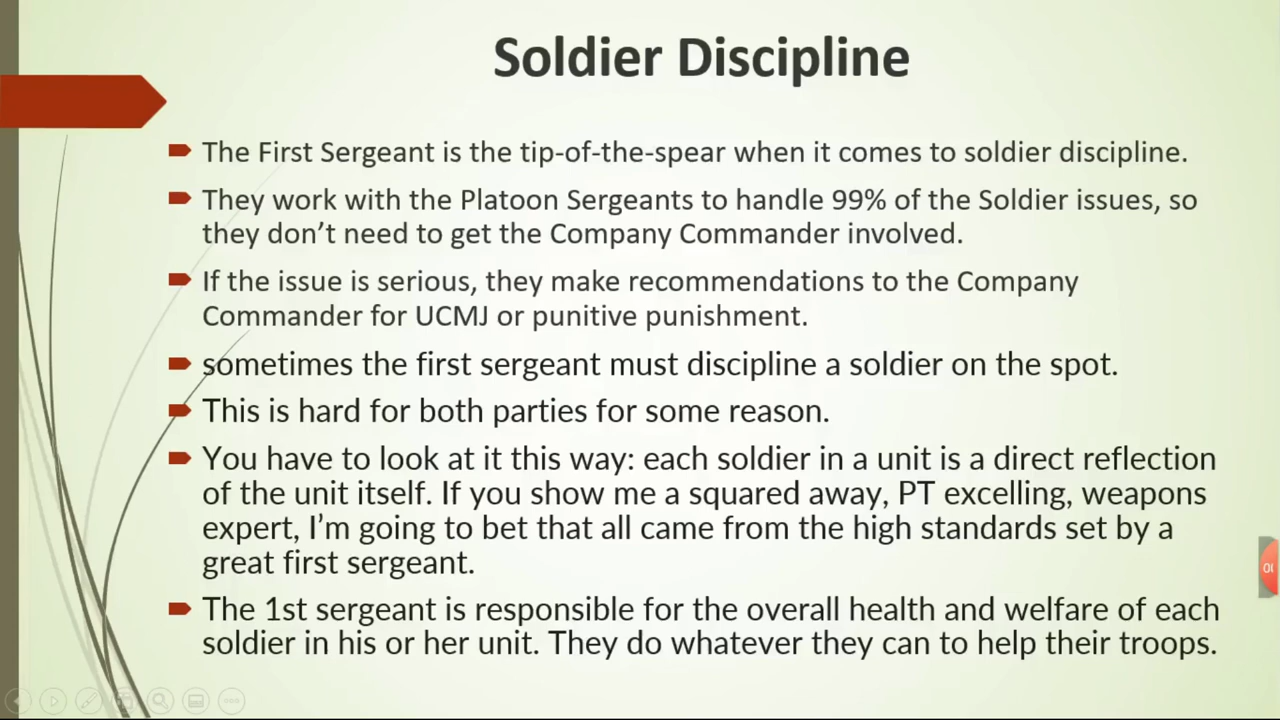 Soldier Discipline
The First Sergeant is the tip-of-the-spear when it comes to soldier discipline.
They work with the Platoon Sergeants to handle 99% of the Soldier issues, so
they don’t need to get the Company Commander involved.
If the issue is serious, they make recommendations to the Company
Commander for UCMJ or punitive punishment.
sometimes the first sergeant must discipline a soldier on the spot.
This is hard for both parties for some reason.
You have to look at it this way: each soldier in a unit is a direct reflection
of the unit itself. If you show me a squared away, PT excelling, weapons
expert, I’m going to bet that all came from the high standards set by a
great first sergeant.
The 1st sergeant is responsible for the overall health and welfare of each
soldier in his or her unit. They do whatever they can to help their troops.